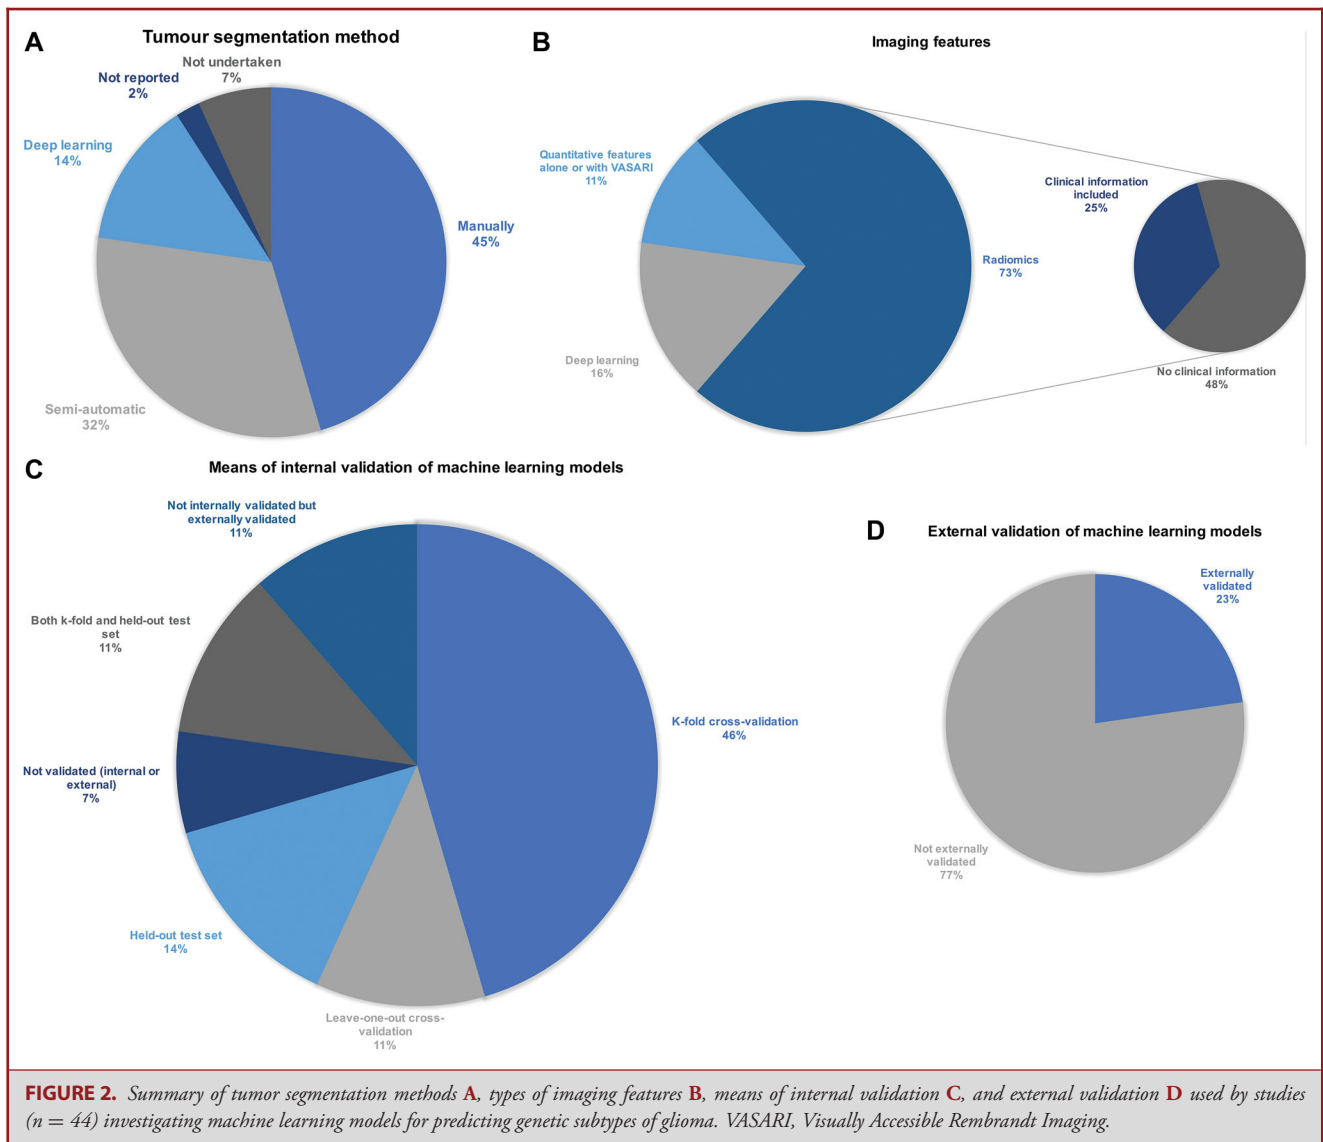 A
Tumour segmentation method
Not undertaken
7%
Not reported
2%
Deep learning
14%
Manually
45%
Semi-automatic
32%
B
Imaging features
Quantitative features
alone or with VASARI
11%
Radiomics
73%
Deep learning
16%
Clinical information
included
25%
No clinical information
48%
C
Means of internal validation of machine learning models
Not internally validated but
externally validated
11%
Both k-fold and held-out test
set
11%
Not validated (internal or
external)
7%
Held-out test set
14%
Leave-one-out cross-
validation
11%
K-fold cross-validation
46%
D
External validation of machine learning models
Externally
validated
23%
Not externally
validated
77%
FIGURE 2. Summary of tumor segmentation methods A, types of imaging features B, means of internal validation C, and external validation D used by studies
(n = 44) investigating machine learning models for predicting genetic subtypes of glioma. VASARI, Visually Accessible Rembrandt Imaging.